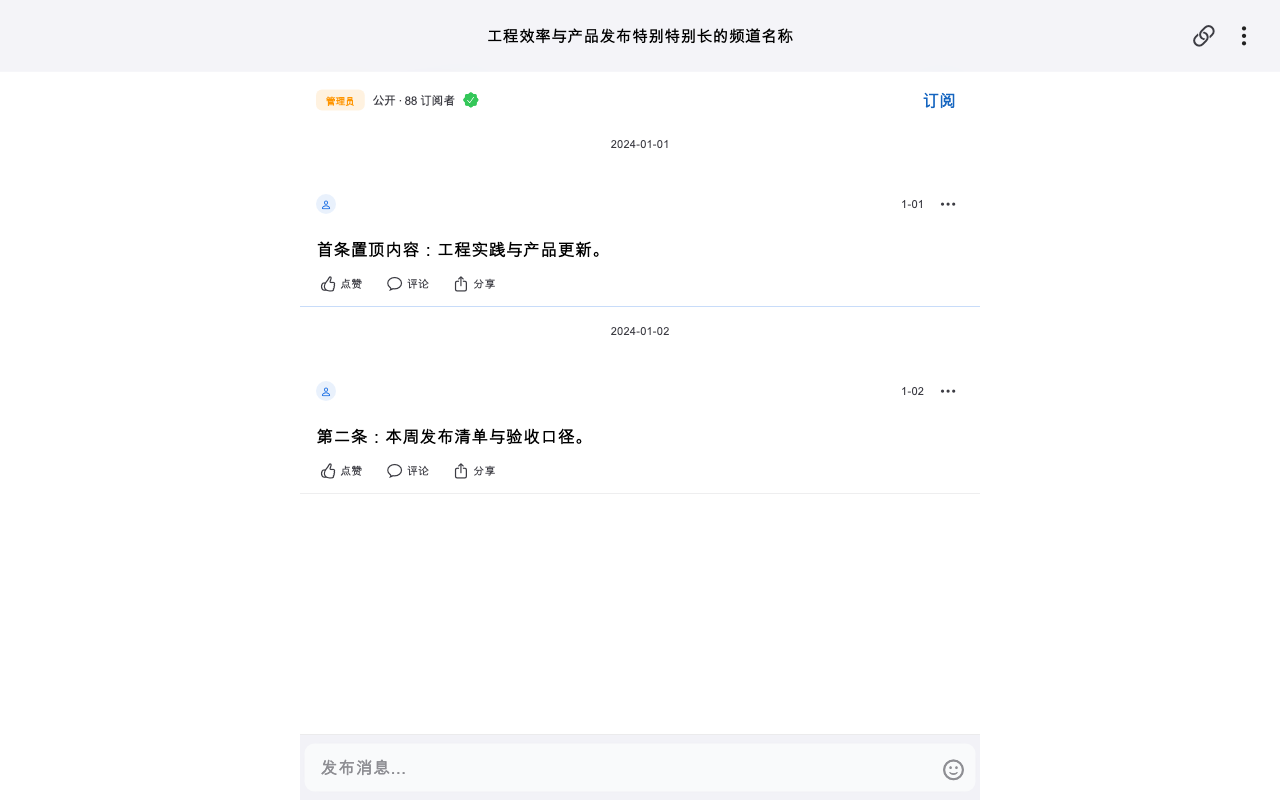 工程效率与产品发布特别特别长的频道名称
管理员 公开 · 88 订阅者 订阅
2024-01-01
1-01
首条置顶内容：工程实践与产品更新。
点赞 评论 分享
2024-01-02
1-02
第二条：本周发布清单与验收口径。
点赞 评论 分享
发布消息...